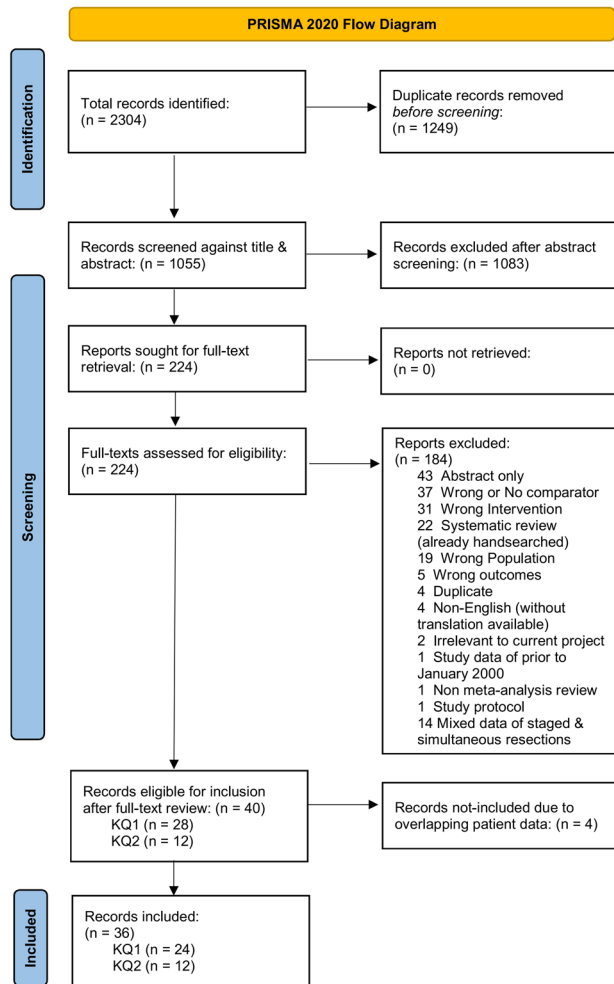 PRISMA 2020 Flow Diagram
Identification
Total records identified:
(n = 2304)
Duplicate records removed
before screening:
(n = 1249)
Screening
Records screened against title &
abstract: (n = 1055)
Records excluded after abstract
screening: (n = 1083)
Reports sought for full-text
retrieval: (n = 224)
Reports not retrieved:
(n = 0)
Full-texts assessed for eligibility:
(n = 224)
Reports excluded:
(n = 184)
43 Abstract only
37 Wrong or No comparator
31 Wrong Intervention
22 Systematic review
(already handsearched)
19 Wrong Population
5 Wrong outcomes
4 Duplicate
4 Non-English (without
translation available)
2 Irrelevant to current project
1 Study data of prior to
January 2000
1 Non meta-analysis review
1 Study protocol
14 Mixed data of staged &
simultaneous resections
Records eligible for inclusion
after full-text review: (n = 40)
KQ1 (n = 28)
KQ2 (n = 12)
Records not-included due to
overlapping patient data: (n = 4)
Included
Records included:
(n = 36)
KQ1 (n = 24)
KQ2 (n = 12)